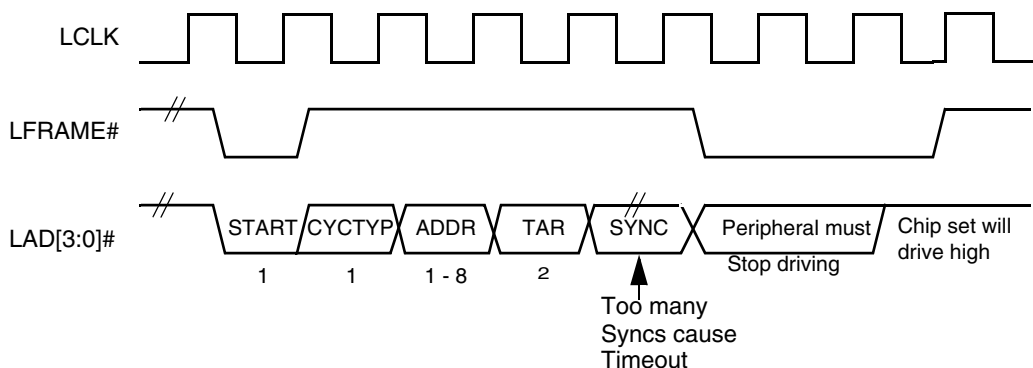 LCLK
LFRAME#
LAD[3:0]#
START CYCTYP ADDR TAR SYNC Peripheral must Stop driving Chip set will drive high
1 1 1 - 8 2
Too many
Syncs cause
Timeout